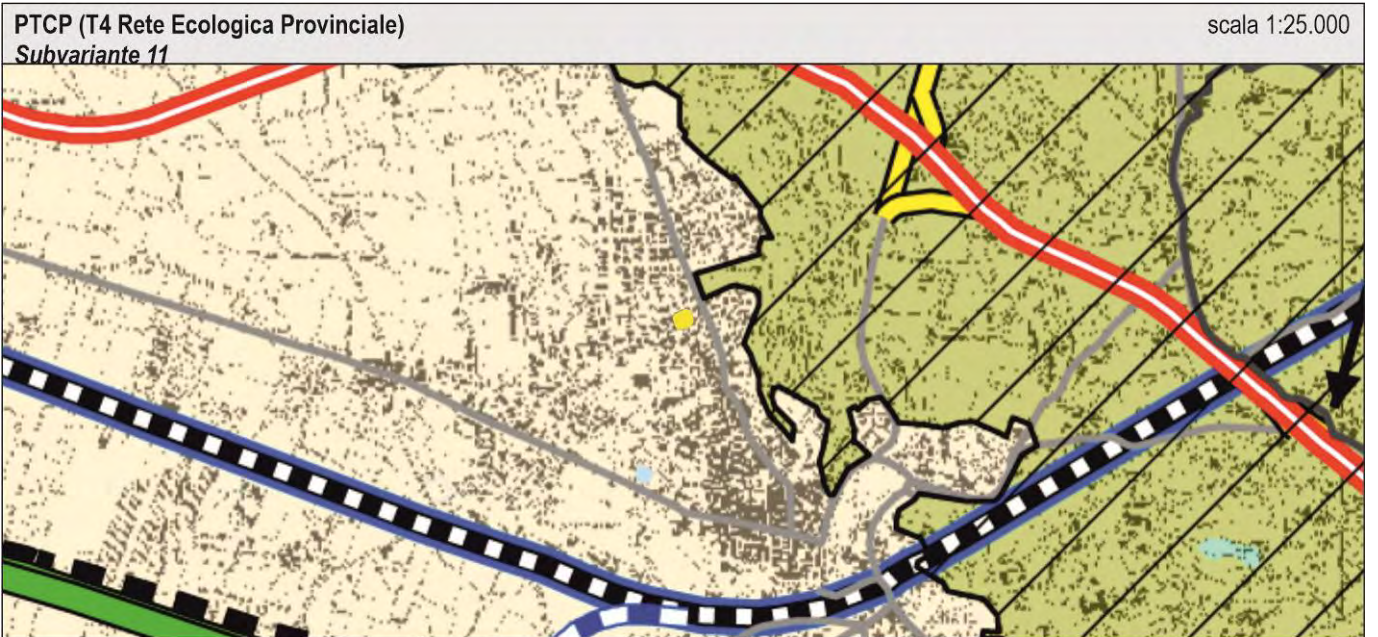 PTCP (T4 Rete Ecologica Provinciale)
scala 1:25.000
Subvariante 11